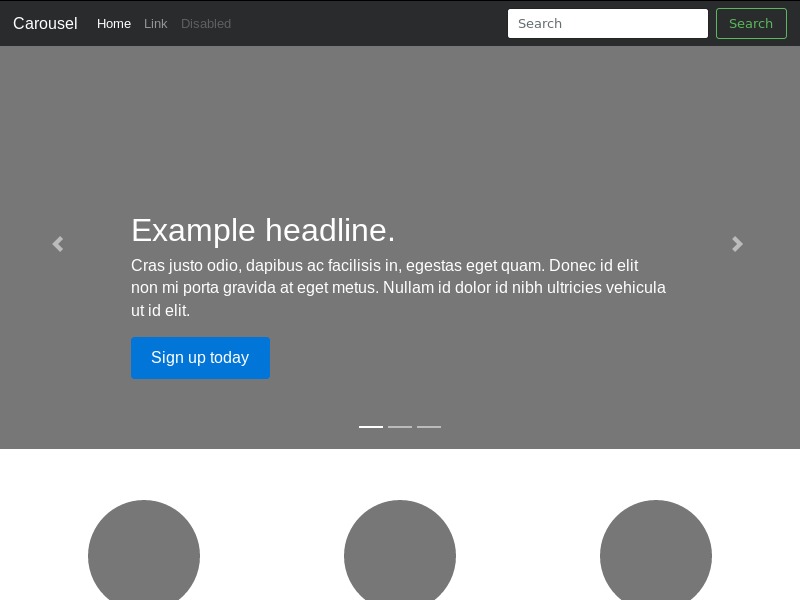 Carousel Home Link Disabled Search Search
Example headline.
Cras justo odio, dapibus ac facilisis in, egestas eget quam. Donec id elit
non mi porta gravida at eget metus. Nullam id dolor id nibh ultricies vehicula
ut id elit.
Sign up today